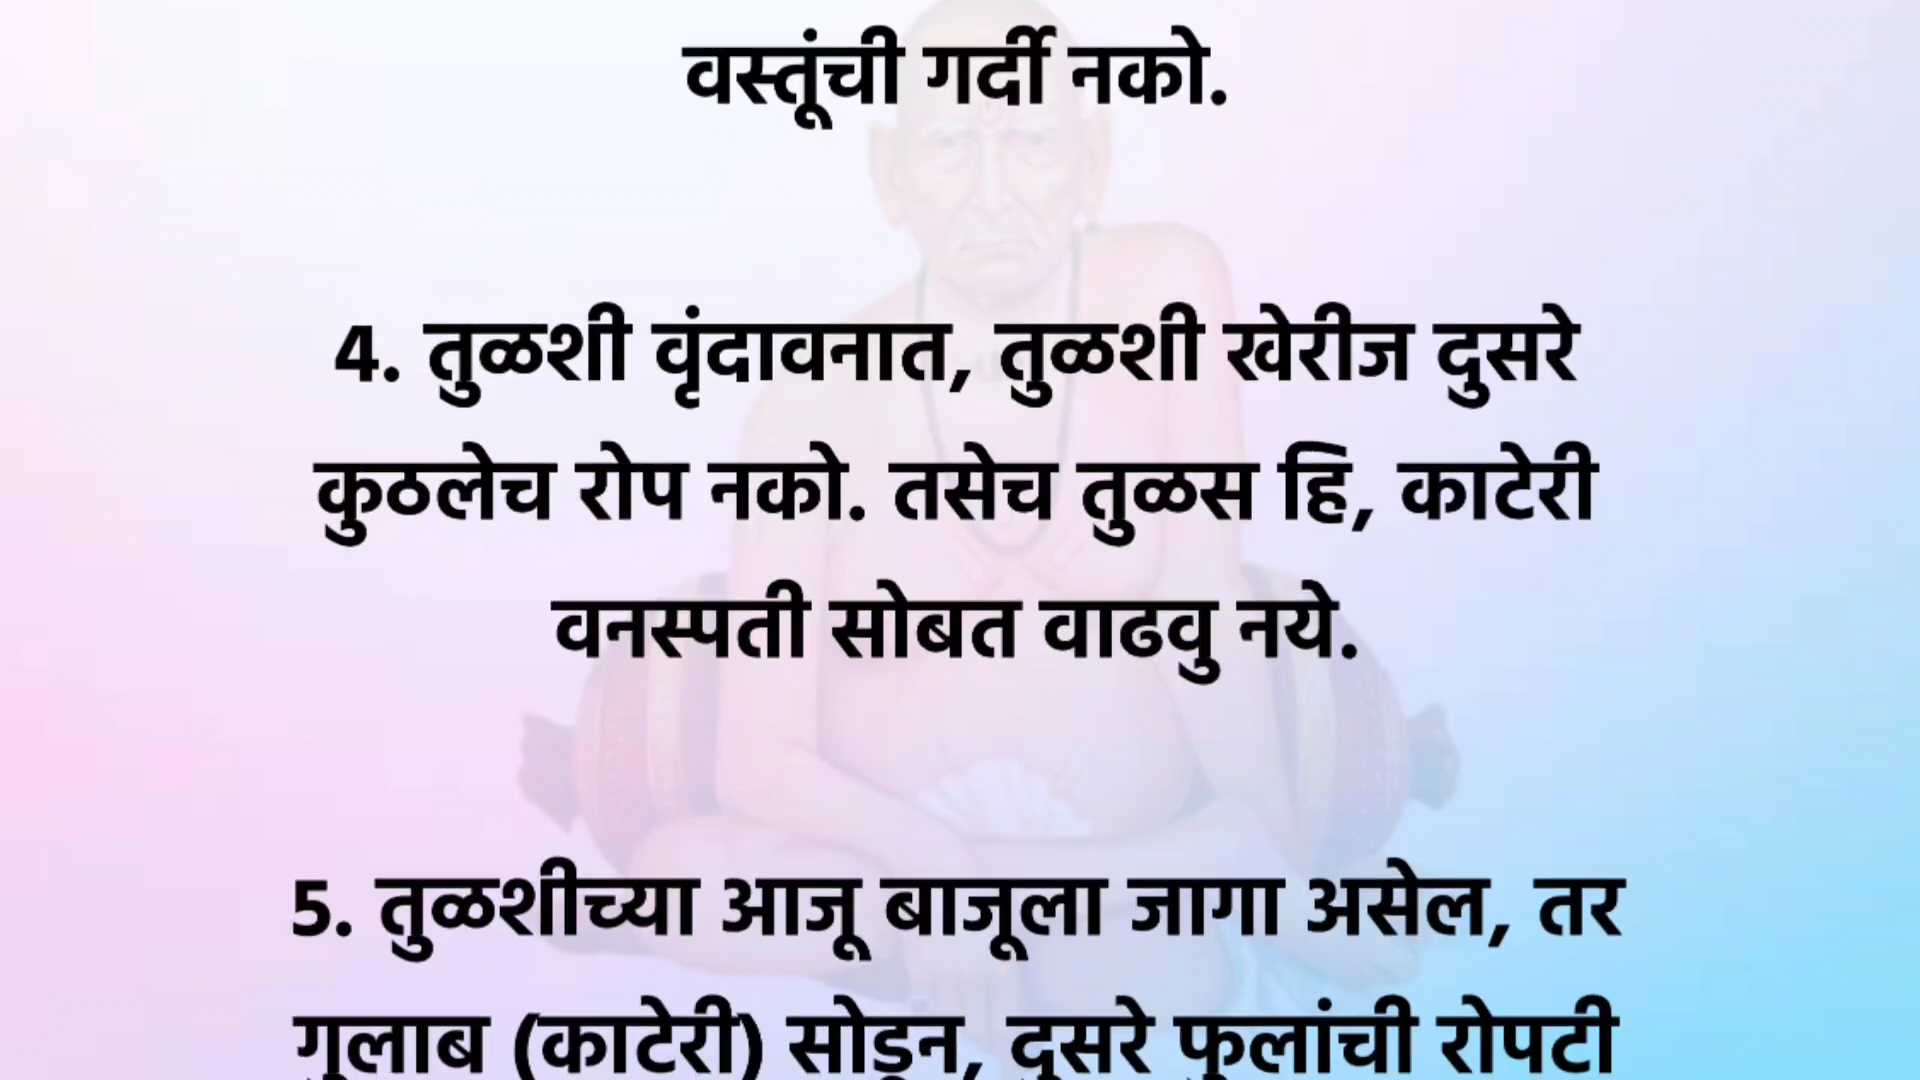 वस्तूंची गर्दी नको.
4. तुळशी वृंदावनात, तुळशी खेरीज दुसरे
कुठलेच रोप नको. तसेच तुळस हि, काटेरी
वनस्पती सोबत वाढवु नये.
5. तुळशीच्या आजू बाजूला जागा असेल, तर
गुलाब (काटेरी) सोडून, दुसरे फुलांची रोपटी